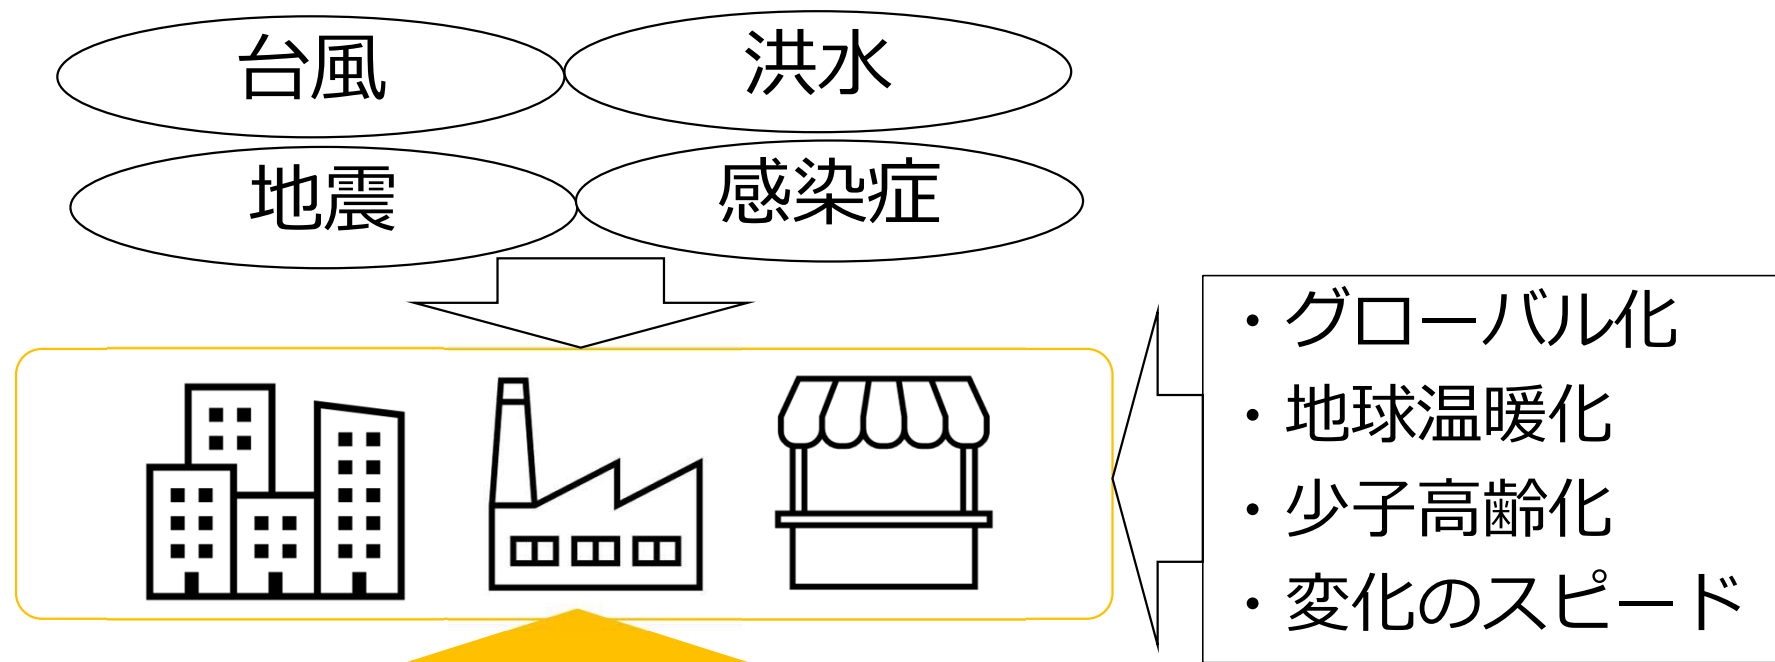 台風
洪水
地震
感染症
・グローバル化
・地球温暖化
・少子高齢化
・変化のスピード